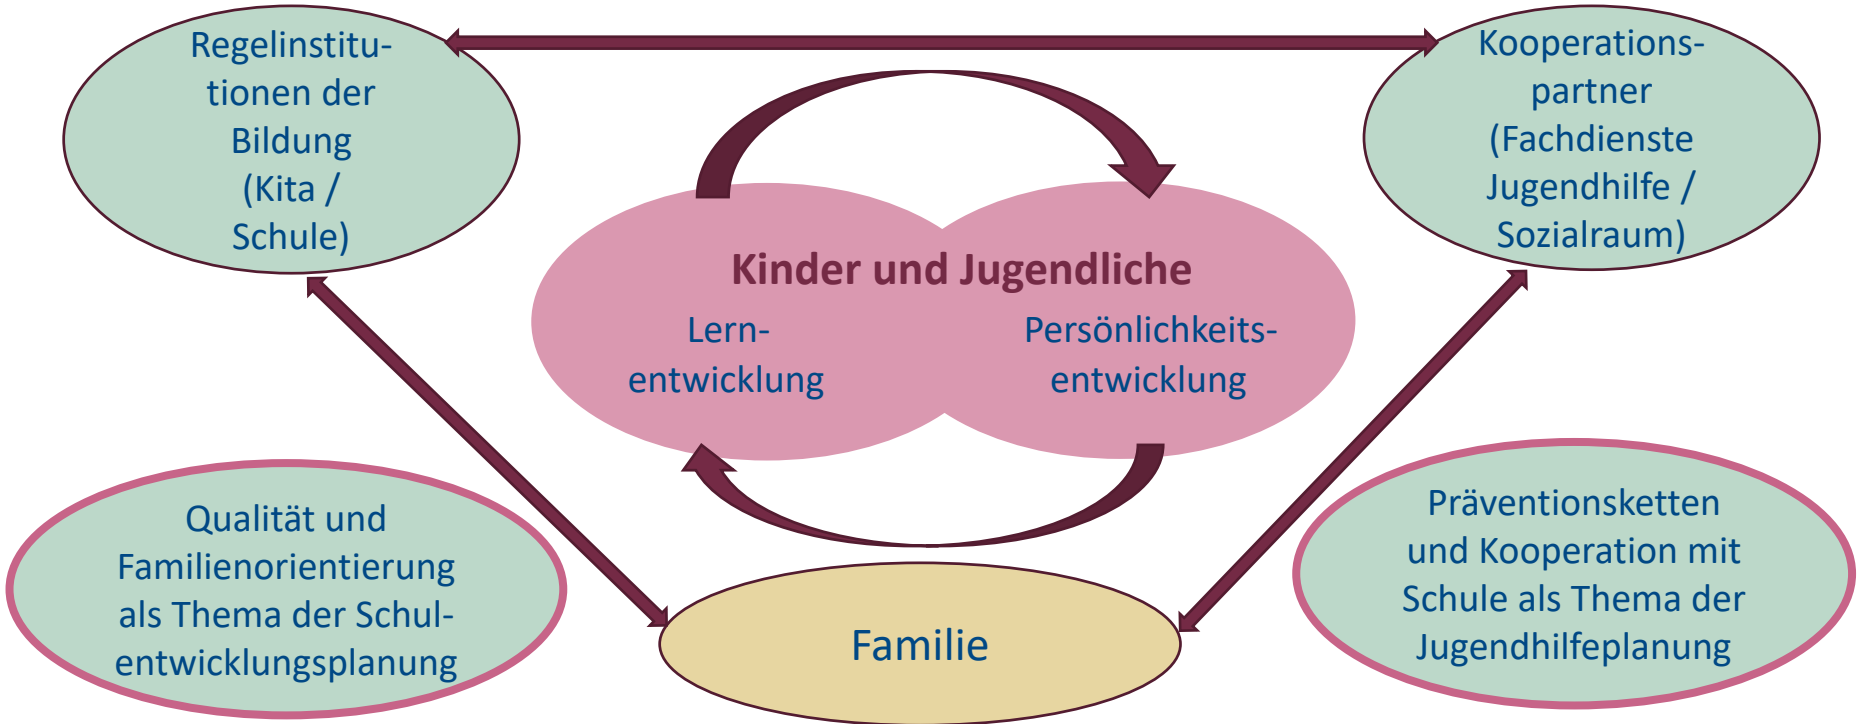 Regelinstitu-
tionen der
Bildung
(Kita /
Schule)
Kooperations-
partner
(Fachdienste
Jugendhilfe /
Sozialraum)
Kinder und Jugendliche
Lern-
entwicklung
Persönlichkeits-
entwicklung
Qualität und
Familienorientierung
als Thema der Schul-
entwicklungsplanung
Familie
Präventionsketten
und Kooperation mit
Schule als Thema der
Jugendhilfeplanung